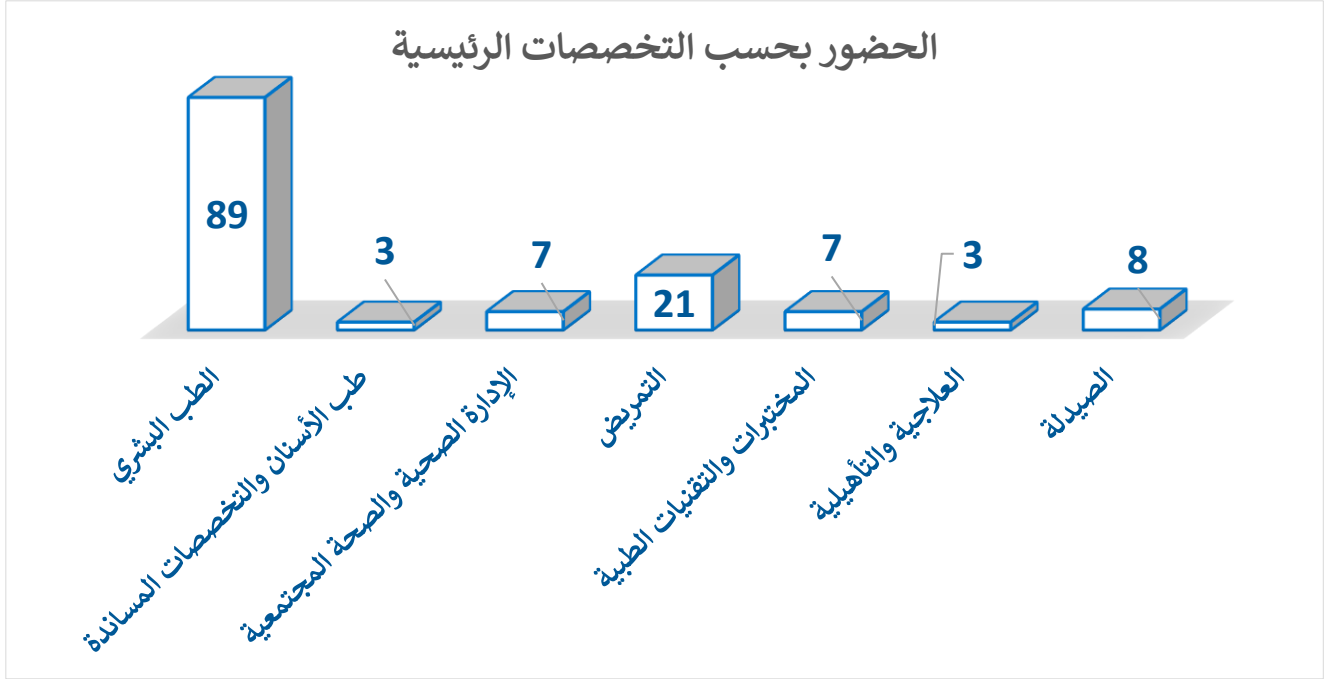 الحضور بحسب التخصصات الرئيسية
89
3
7
21
7
3
8
الطب البشري
طب الأسنان والتخصصات المساندة
الإدارة الصحية والصحة المجتمعية
التمريض
المختبرات والتقنيات الطبية
العلاجية والتأهيلية
الصيدلة